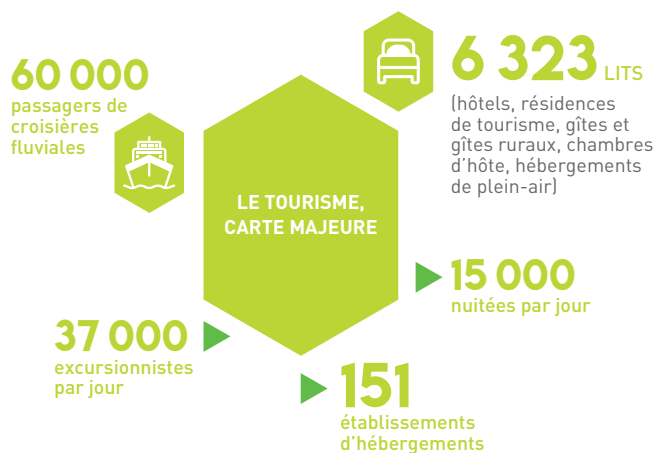 60 000
passagers de
croisières
fluviales
6 323 LITS
(hôtels, résidences
de tourisme, gîtes et
gîtes ruraux, chambres
d'hôte, hébergements
de plein-air)
LE TOURISME,
CARTE MAJEURE
15 000
nuitées par jour
37 000
excursionnistes
par jour
151
établissements
d'hébergements